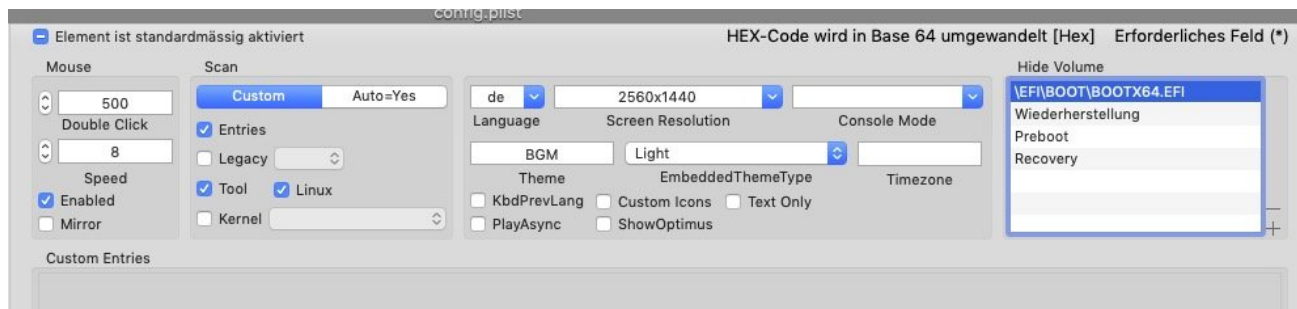 config.plist
Element ist standardmässig aktiviert
HEX-Code wird in Base 64 umgewandelt [Hex] Erforderliches Feld (*)
Mouse
500
Double Click
8
Speed
Enabled
Mirror
Scan
Custom Auto=Yes
Entries
Legacy
Tool Linux
Kernel
de 2560x1440
Language Screen Resolution Console Mode
BGM Light
Theme EmbeddedThemeType Timezone
KbdPrevLang Custom Icons Text Only
PlayAsync ShowOptimus
Hide Volume
\EFI\BOOT\BOOTX64.EFI
Wiederherstellung
Preboot
Recovery
Custom Entries